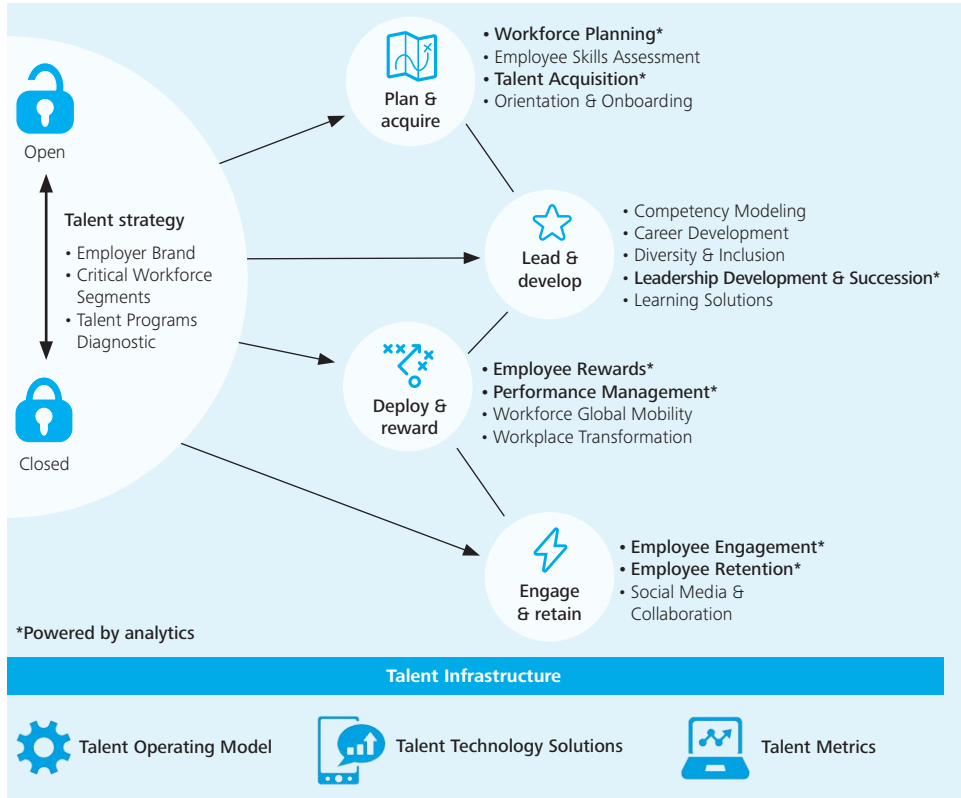 Open
Talent strategy
• Employer Brand
• Critical Workforce
Segments
• Talent Programs
Diagnostic
Closed
Plan &
acquire
• Workforce Planning*
• Employee Skills Assessment
• Talent Acquisition*
• Orientation & Onboarding
Lead &
develop
• Competency Modeling
• Career Development
• Diversity & Inclusion
• Leadership Development & Succession*
• Learning Solutions
Deploy &
reward
• Employee Rewards*
• Performance Management*
• Workforce Global Mobility
• Workplace Transformation
Engage
& retain
• Employee Engagement*
• Employee Retention*
• Social Media &
Collaboration
*Powered by analytics
Talent Infrastructure
Talent Operating Model
Talent Technology Solutions
Talent Metrics